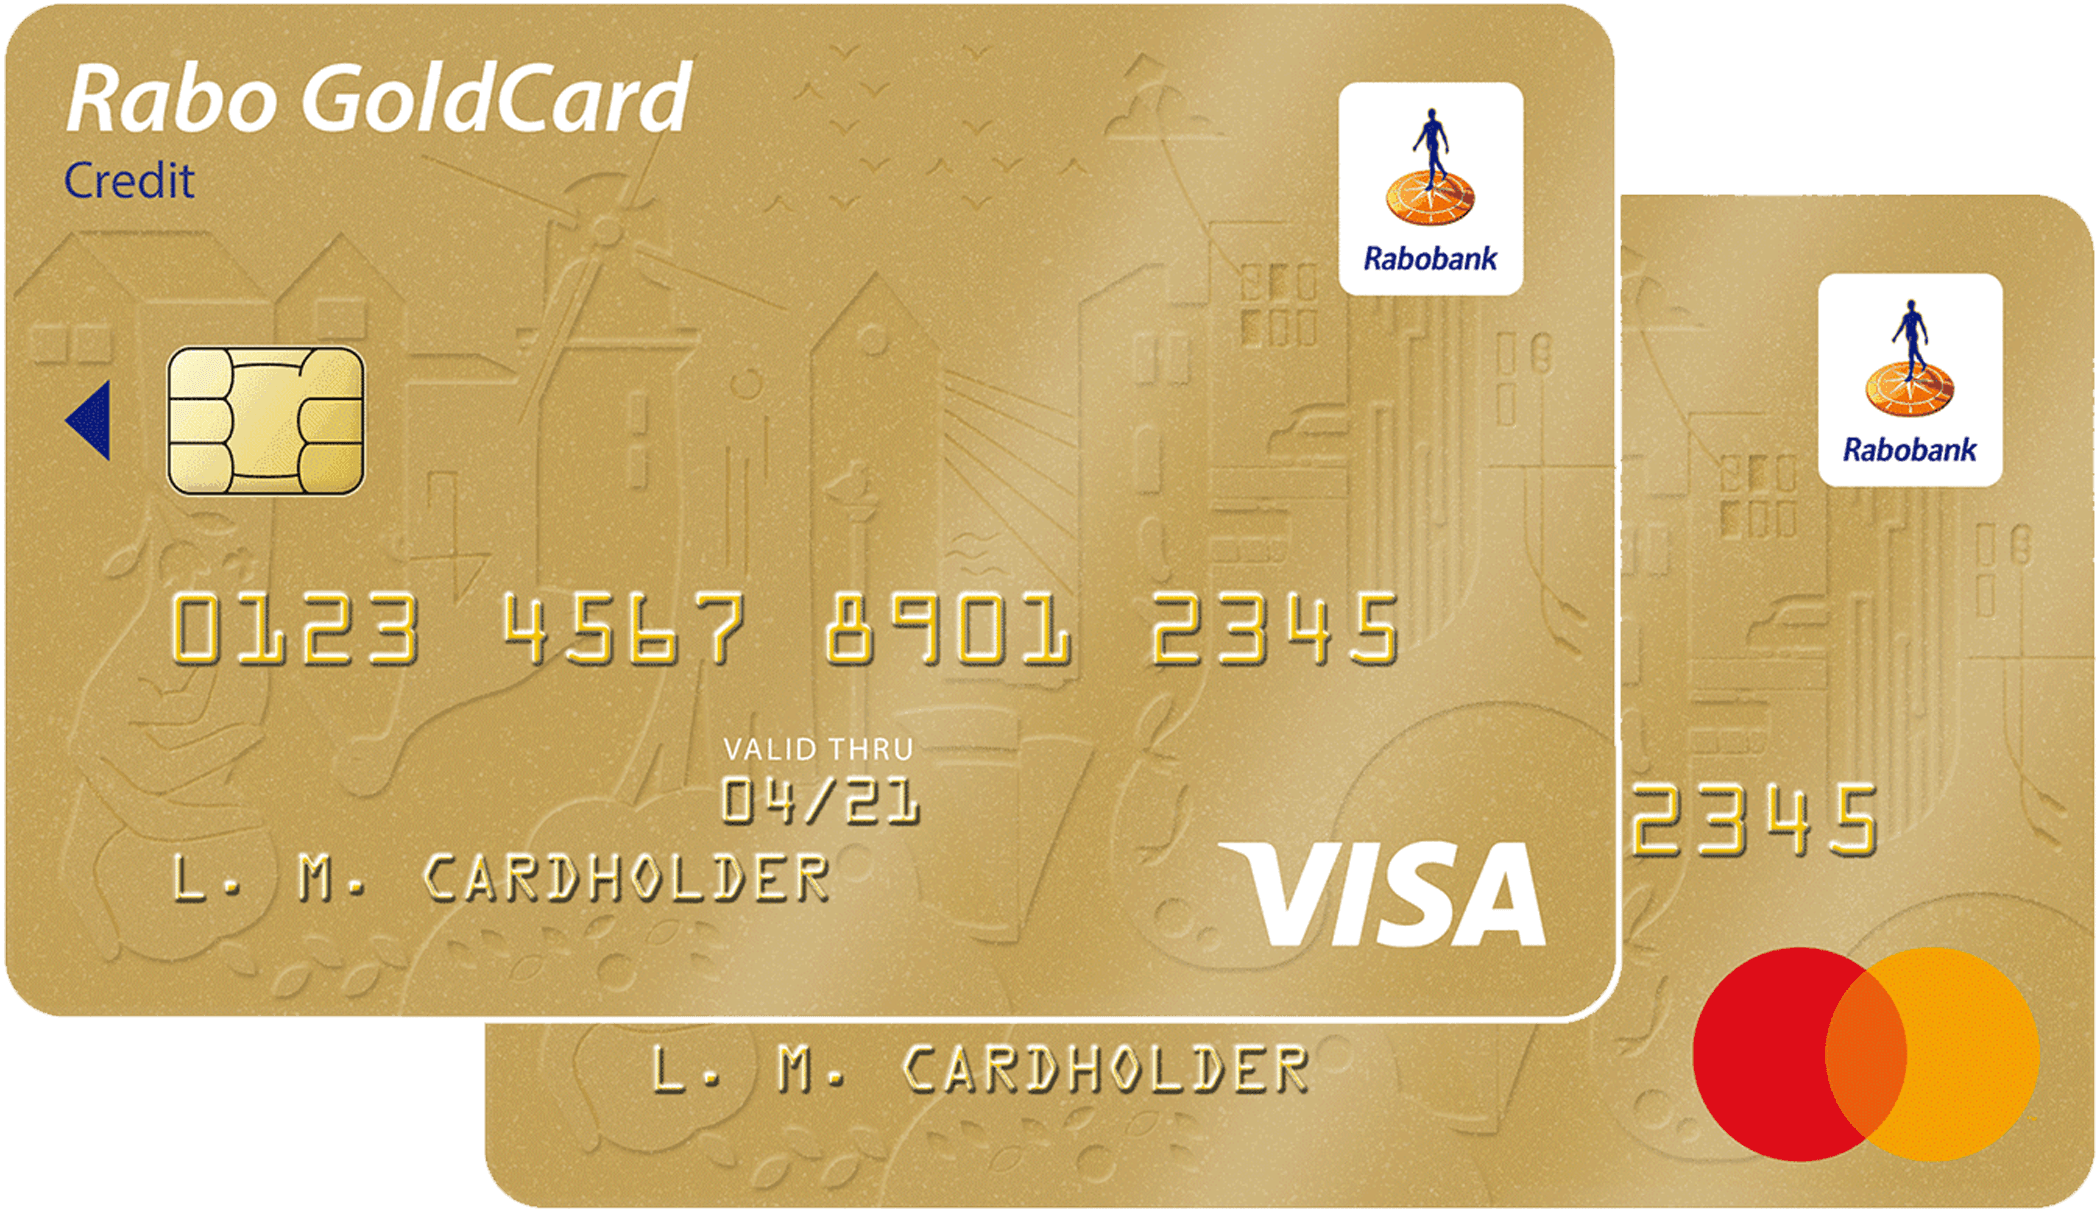 Rabo GoldCard
Credit
Rabobank
0123 4567 8901 2345
VALID THRU
04/21
L. M. CARDHOLDER
VISA
Rabobank
2345
L. M. CARDHOLDER